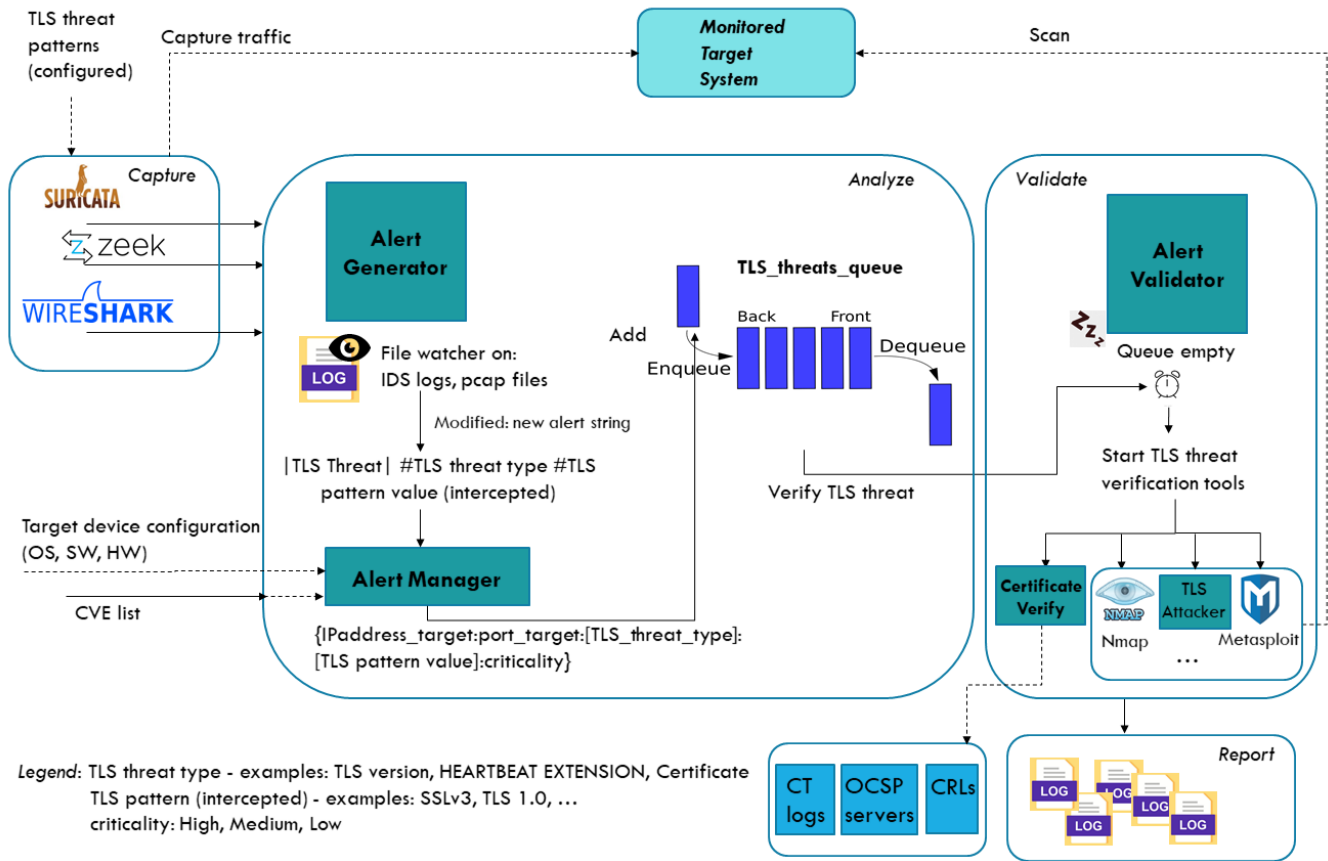 TLS threat
patterns
(configured)
Capture traffic
Monitored
Target
System
Scan
Capture
SURICATA
zeek
WIRESHARK
Analyze
Alert
Generator
LOG
File watcher on:
IDS logs, pcap files
Modified: new alert string
|TLS Threat| #TLS threat type #TLS
pattern value (intercepted)
Target device configuration
(OS, SW, HW)
CVE list
Alert Manager
{IPaddress_target:port_target:[TLS_threat_type]:
[TLS pattern value]:criticality}
TLS_threats_queue
Add
Enqueue
Back
Front
Dequeue
Verify TLS threat
Validate
Alert
Validator
Z z z
Queue empty
Start TLS threat
verification tools
Certificate
Verify
NMAP
Nmap
TLS
Attacker
M
Metasploit
...
CT
logs
OCSP
servers
CRLs
Report
LOG
LOG
LOG
LOG
LOG
Legend: TLS threat type - examples: TLS version, HEARTBEAT EXTENSION, Certificate
TLS pattern (intercepted) - examples: SSLv3, TLS 1.0, ...
criticality: High, Medium, Low